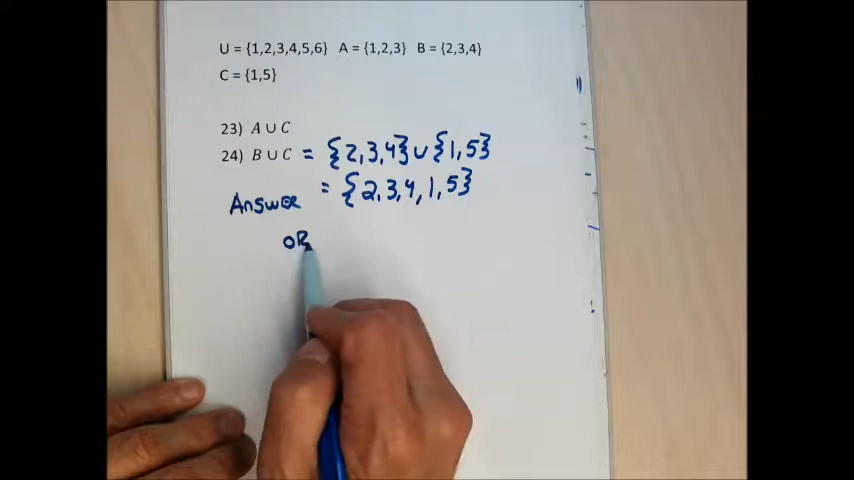 U = {1,2,3,4,5,6} A = {1,2,3} B = {2,3,4}
C = {1,5}
23) A ∪ C
24) B ∪ C = {2,3,4} ∪ {1,5}
Answer = {2,3,4,1,5}
OR